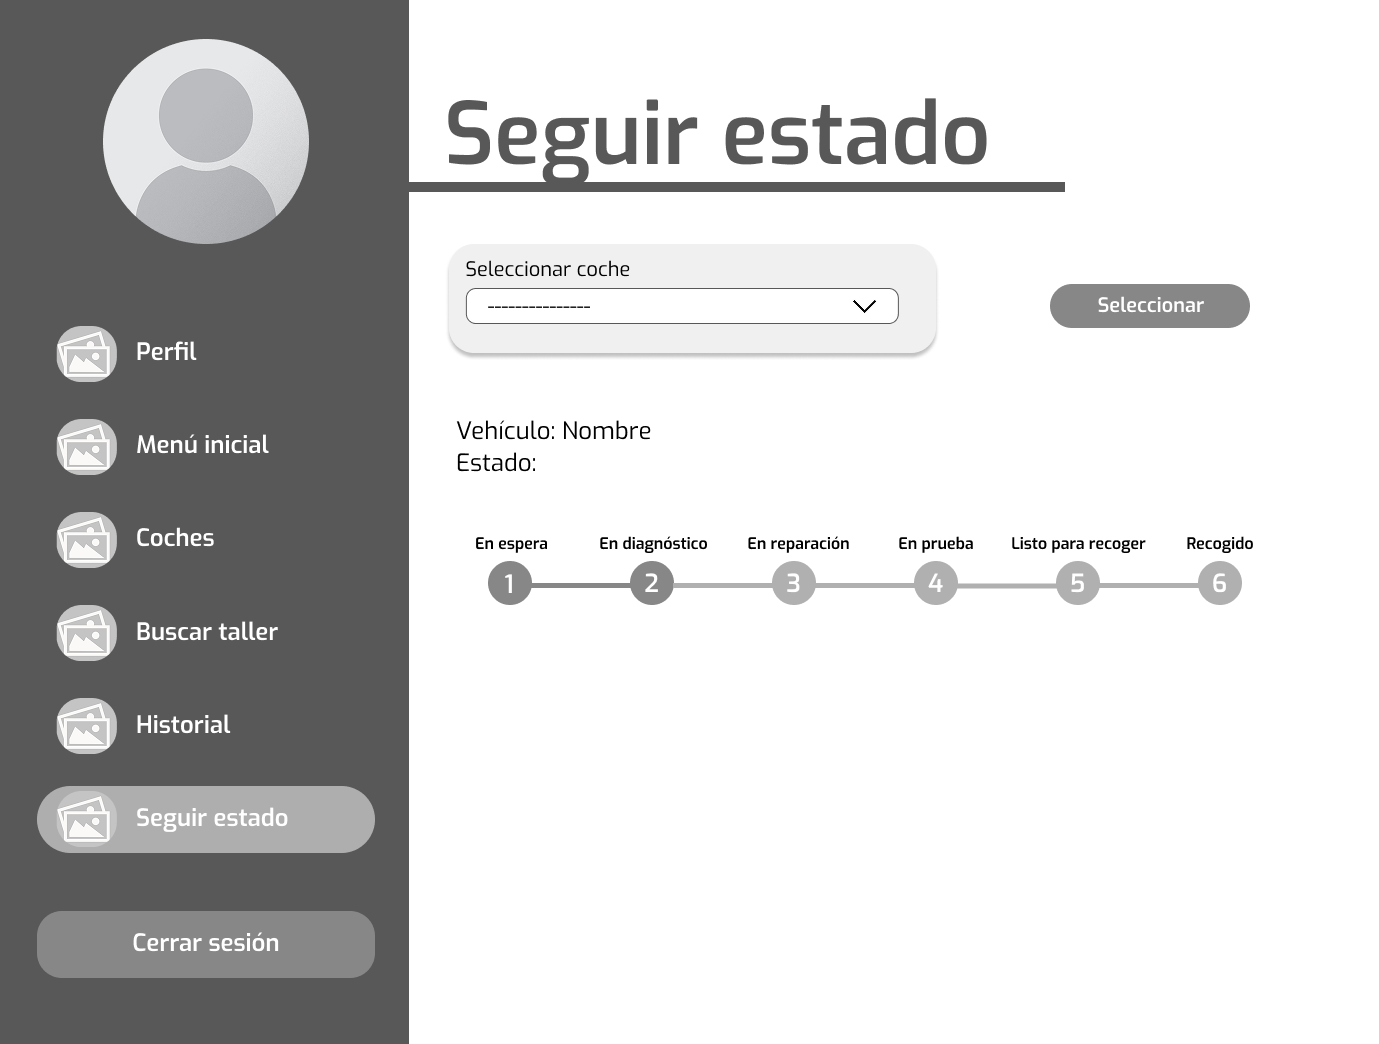 Seguir estado
Seleccionar coche
---------------
Seleccionar
Perfil
Menú inicial
Coches
Buscar taller
Historial
Seguir estado
Cerrar sesión
Vehículo: Nombre
Estado:
En espera En diagnóstico En reparación En prueba Listo para recoger Recogido
1 2 3 4 5 6